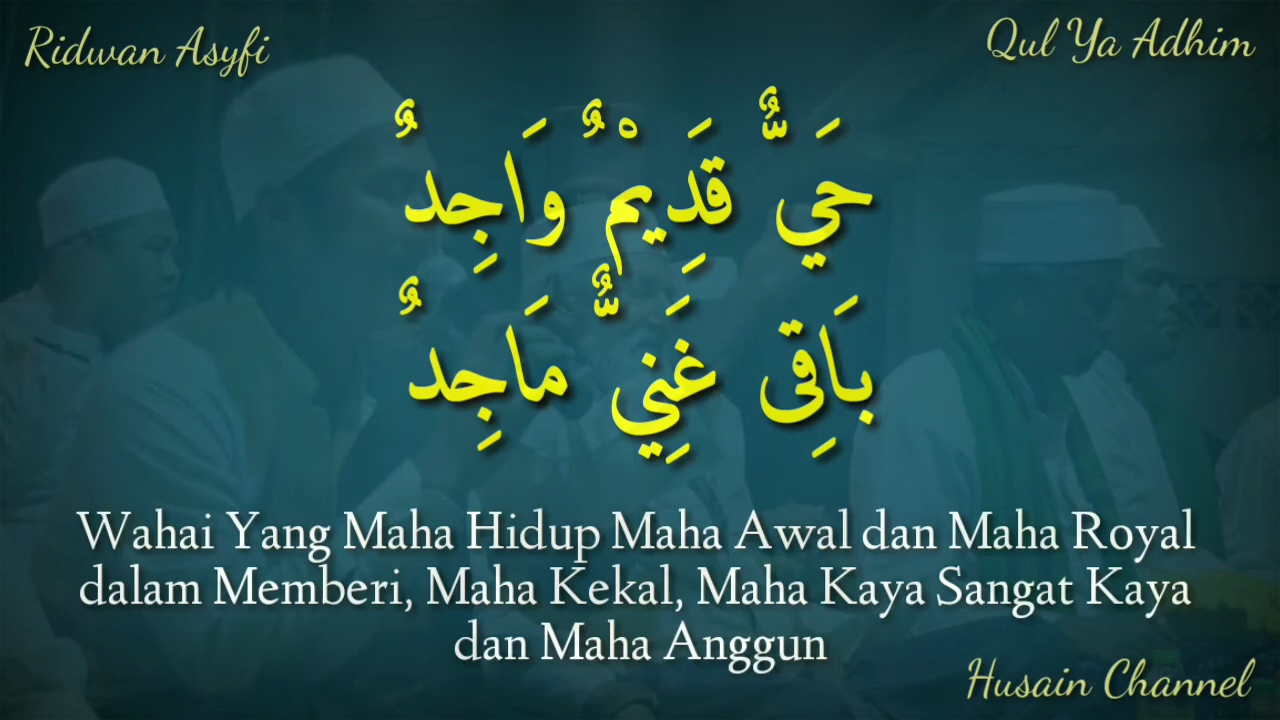 Ridwan Asyfi
Qul Ya Adhim
حَيٌّ قَدِيْمٌ وَاجِدٌ
بَاقِى غَنِيٌّ مَاجِدٌ
Wahai Yang Maha Hidup Maha Awal dan Maha Royal
dalam Memberi, Maha Kekal, Maha Kaya Sangat Kaya
dan Maha Anggun
Husain Channel